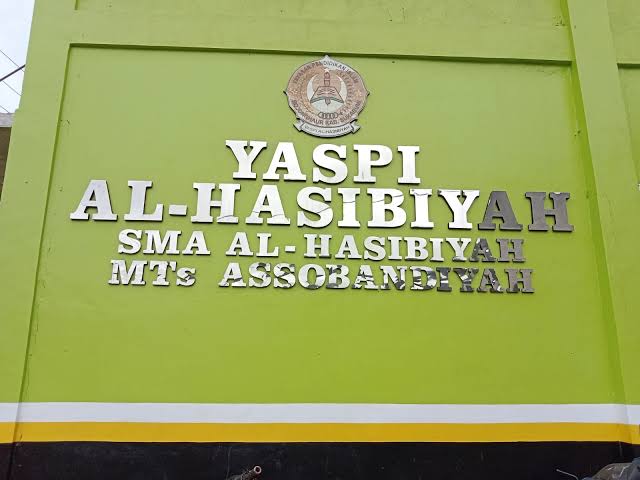 YASPI
AL-HASIBIYAH
SMA AL-HASIBIYAH
MTs ASSOBANDIYAH